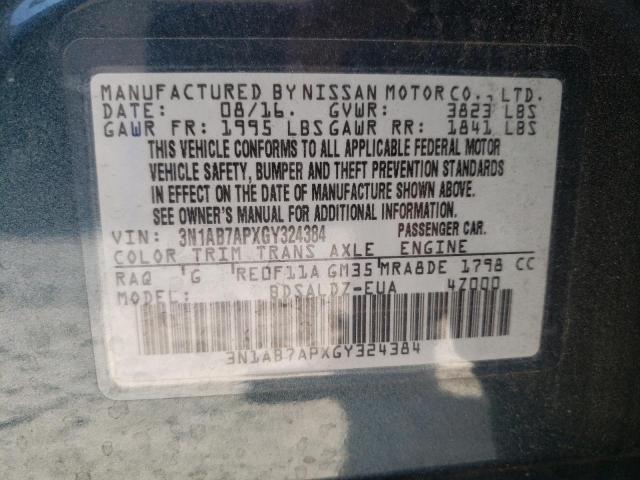 MANUFACTURED BY NISSAN MOTOR CO., LTD.
DATE: 08/16. GVWR: 3823 LBS
GAWR FR: 1995 LBS GAWR RR: 1841 LBS
THIS VEHICLE CONFORMS TO ALL APPLICABLE FEDERAL MOTOR
VEHICLE SAFETY, BUMPER AND THEFT PREVENTION STANDARDS
IN EFFECT ON THE DATE OF MANUFACTURE SHOWN ABOVE.
SEE OWNER'S MANUAL FOR ADDITIONAL INFORMATION.
VIN: 3N1AB7APXGY324384 PASSENGER CAR.
COLOR TRIM TRANS AXLE ENGINE
RAQ G RE0F11A GM35 MRA8DE 1798 CC
MODEL: BDSALDZ-EUA 4Z000
3N1AB7APXGY324384